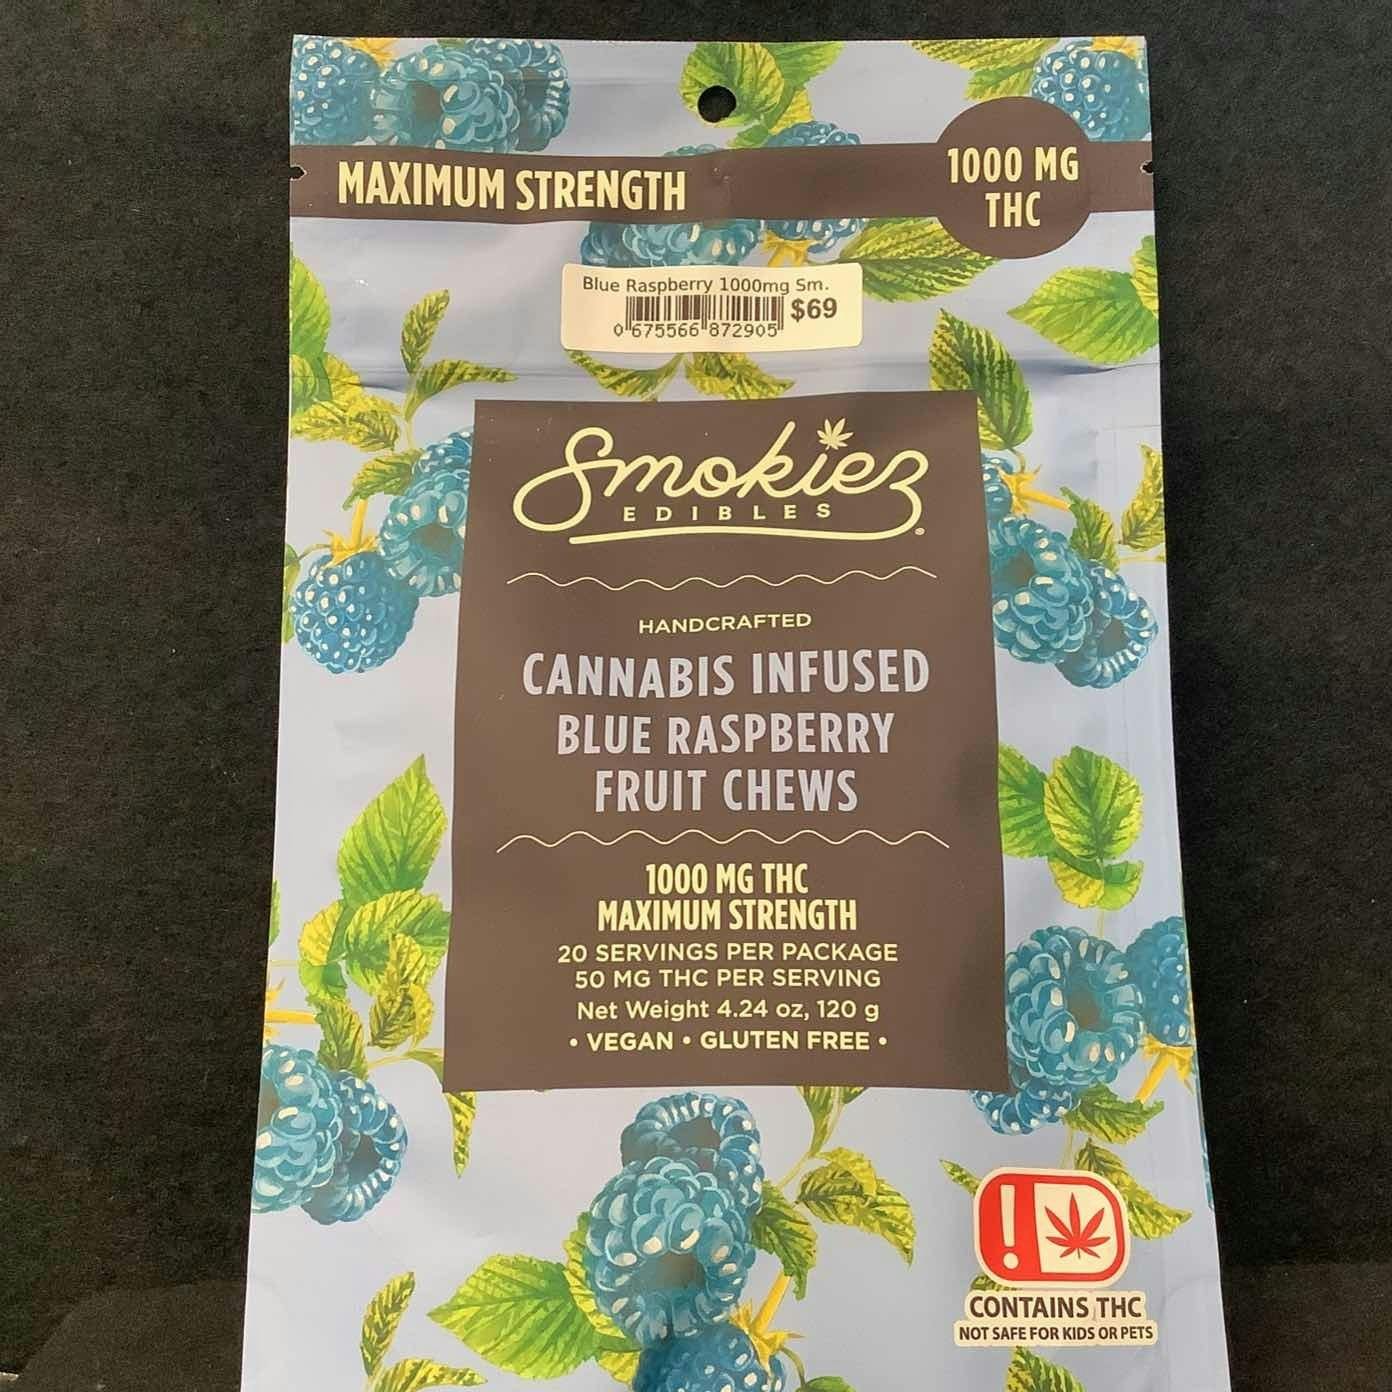 MAXIMUM STRENGTH
1000 MG
THC
Blue Raspberry 1000mg Sm.
$69
0 675566 872905
Smokiez
EDIBLES
HANDCRAFTED
CANNABIS INFUSED
BLUE RASPBERRY
FRUIT CHEWS
1000 MG THC
MAXIMUM STRENGTH
20 SERVINGS PER PACKAGE
50 MG THC PER SERVING
Net Weight 4.24 oz, 120 g
• VEGAN • GLUTEN FREE •
!
CONTAINS THC
NOT SAFE FOR KIDS OR PETS